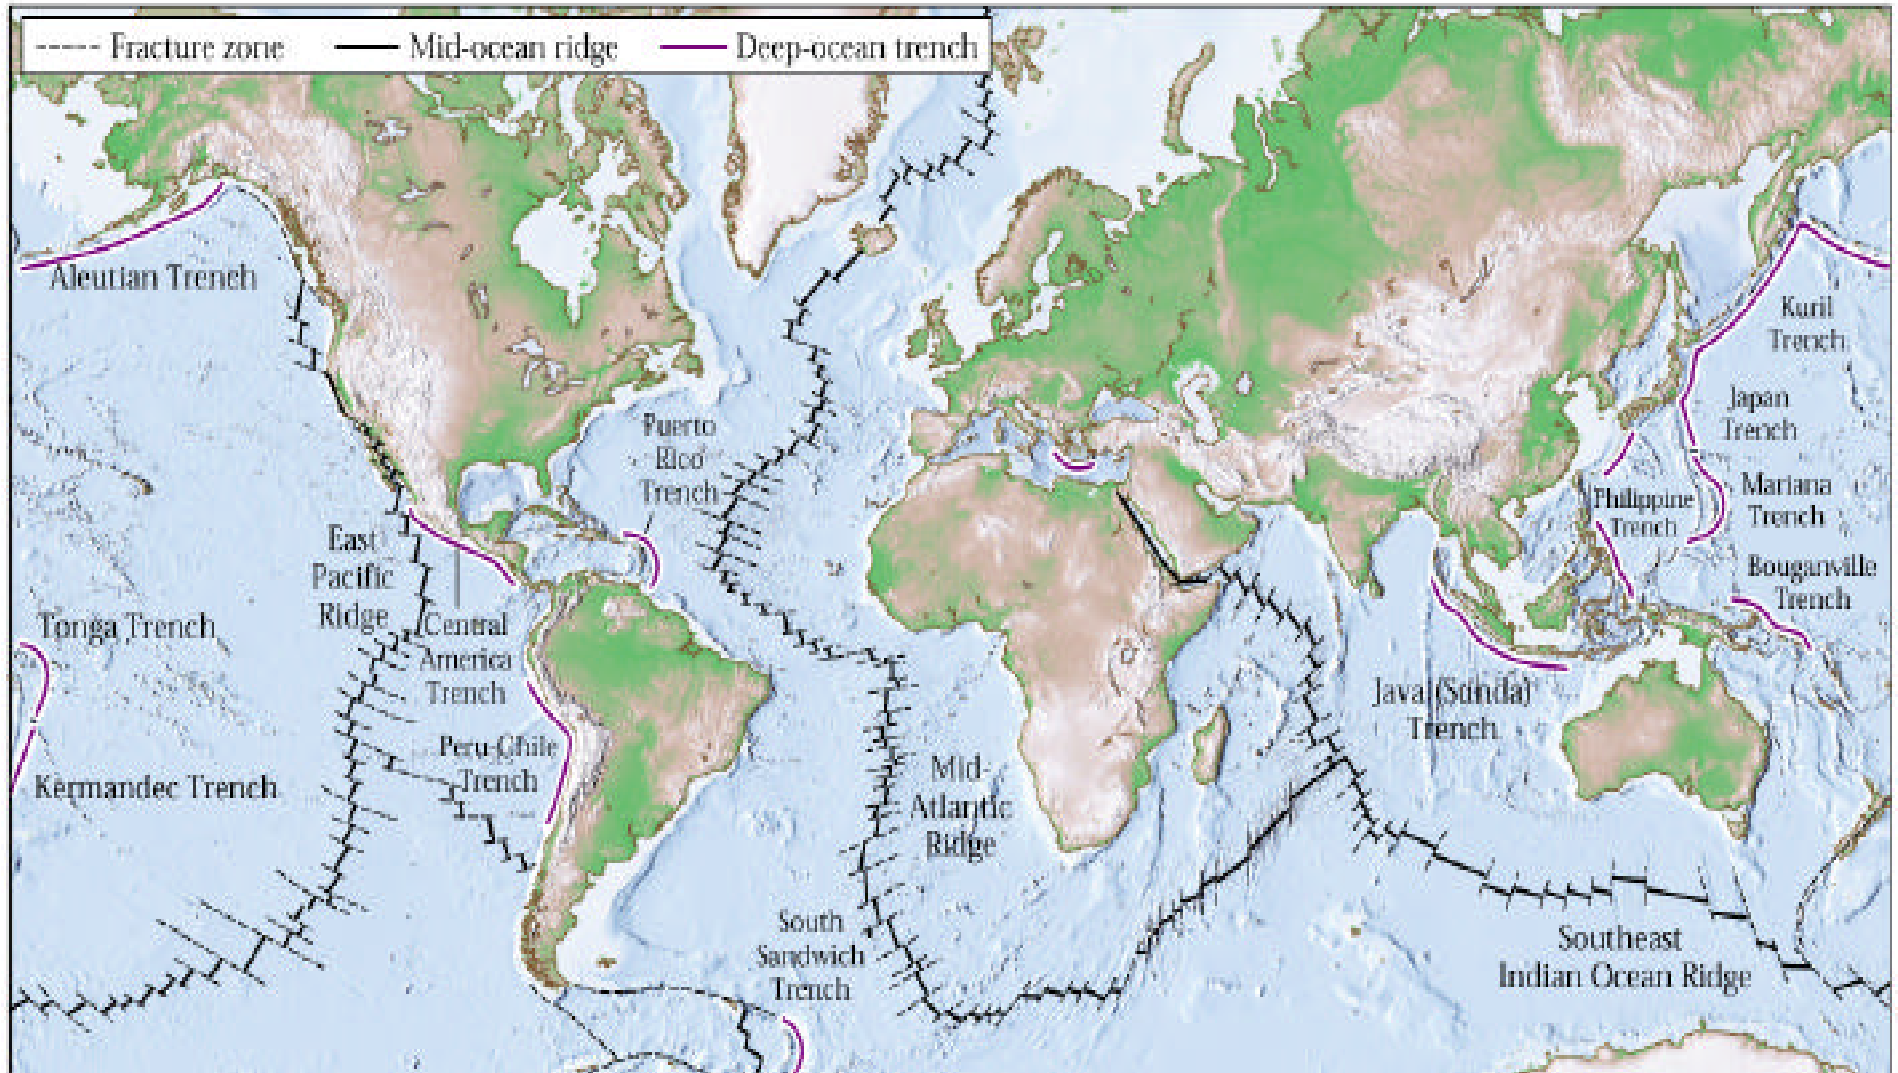 Fracture zone
Mid-ocean ridge
Deep-ocean trench
Aleutian Trench
Kuril
Trench
Japan
Trench
Puerto
Rico
Trench
Mariana
Trench
Philippine
Trench
East
Pacific
Ridge
Bouganville
Trench
Tonga Trench
Central
America
Trench
Java (Sunda)
Trench
Peru-Chile
Trench
Kermandec Trench
Mid-
Atlantic
Ridge
South
Sandwich
Trench
Southeast
Indian Ocean Ridge